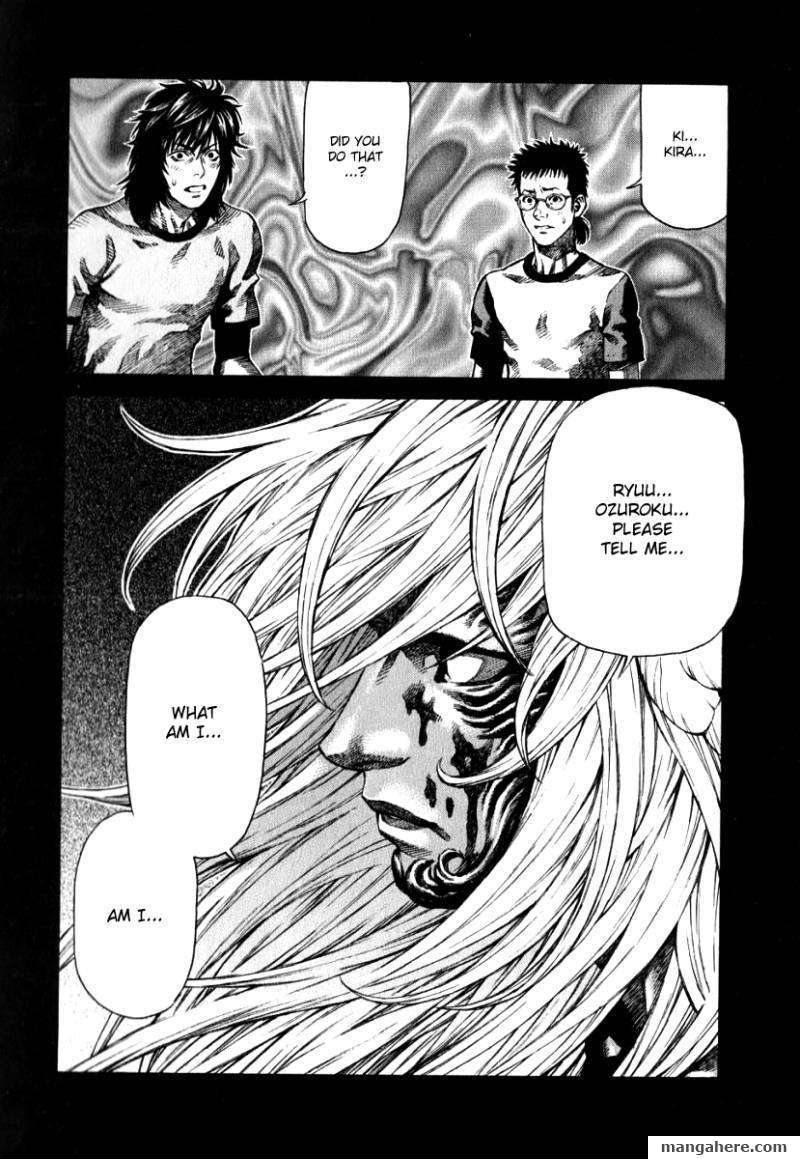 KI...
KIRA...
DID YOU
DO THAT
...?
RYUU...
OZUROKU...
PLEASE
TELL ME...
WHAT
AM I...
AM I...
mangahere.com